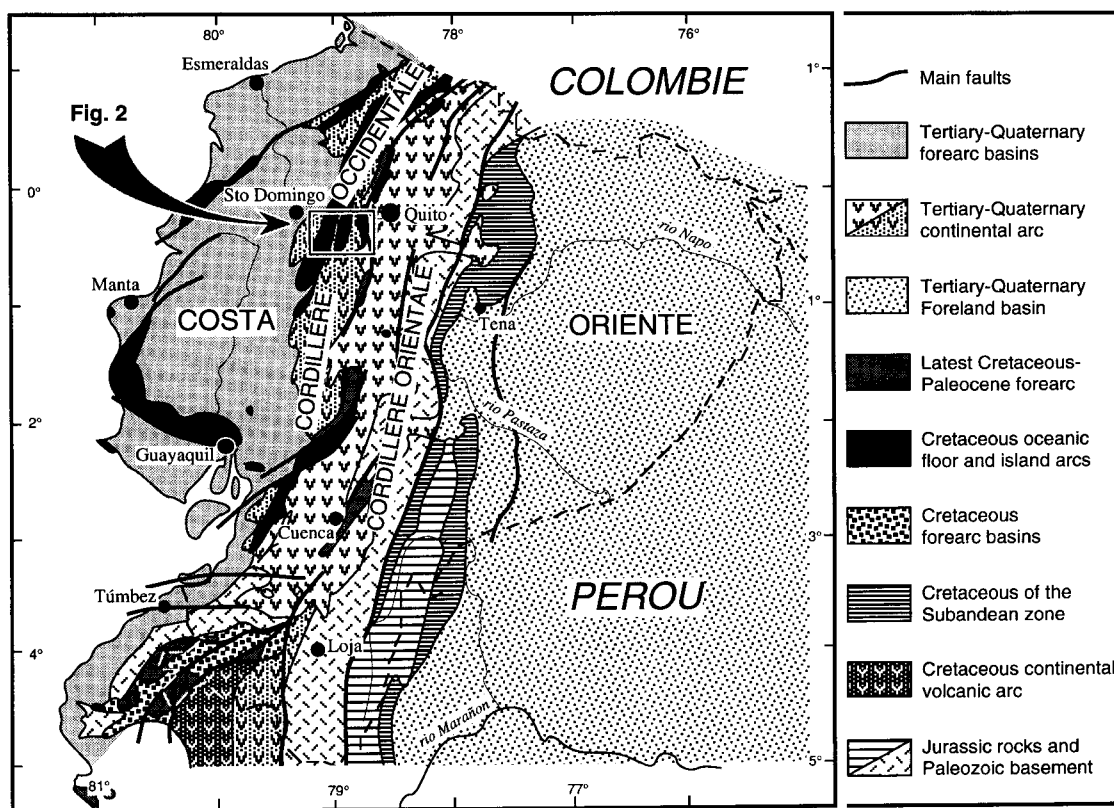 80°
78°
76°
COLOMBIE
Esmeraldas
1°
Fig. 2
OCCIDENTALE
0°
Sto Domingo
Quito
rio Napo
Manta
COSTA
1°
Tena
ORIENTE
CORDILLERE
CORDILLERE ORIENTALE
2°
rio Pastaza
Guayaquil
Cuenca
3°
Túmbez
PEROU
4°
Loja
rio Marañon
5°
81°
79°
77°
Main faults
Tertiary-Quaternary
forearc basins
Tertiary-Quaternary
continental arc
Tertiary-Quaternary
Foreland basin
Latest Cretaceous-
Paleocene forearc
Cretaceous oceanic
floor and island arcs
Cretaceous
forearc basins
Cretaceous of the
Subandean zone
Cretaceous continental
volcanic arc
Jurassic rocks and
Paleozoic basement